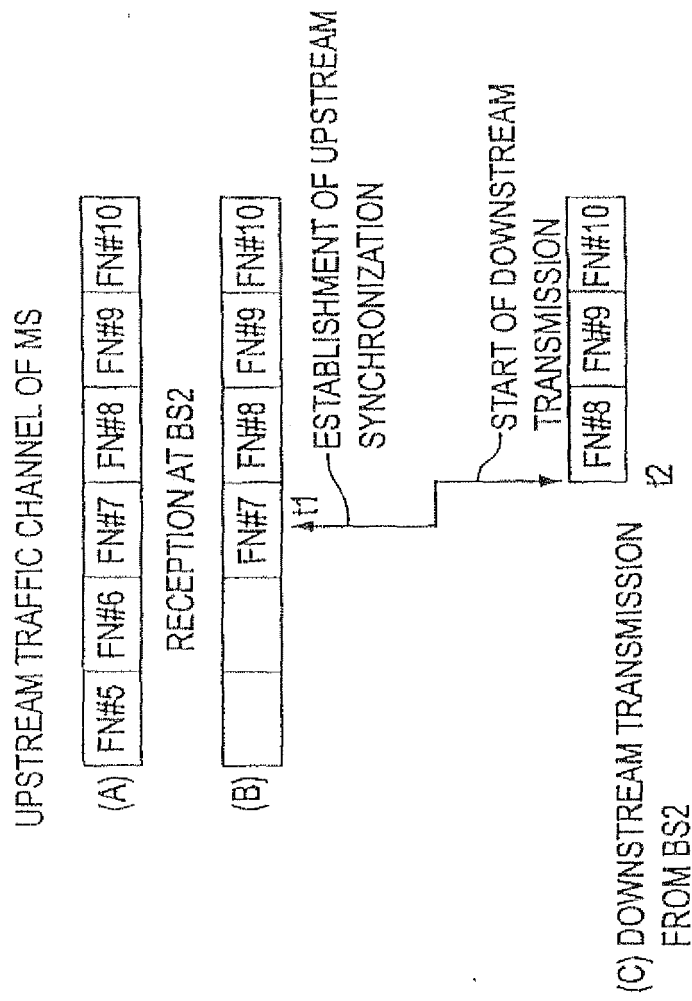 UPSTREAM TRAFFIC CHANNEL OF MS
(A) FN#5 FN#6 FN#7 FN#8 FN#9 FN#10
RECEPTION AT BS2
(B) FN#7 FN#8 FN#9 FN#10
t1
ESTABLISHMENT OF UPSTREAM
SYNCHRONIZATION
START OF DOWNSTREAM
TRANSMISSION
FN#8 FN#9 FN#10
t2
(C) DOWNSTREAM TRANSMISSION
FROM BS2